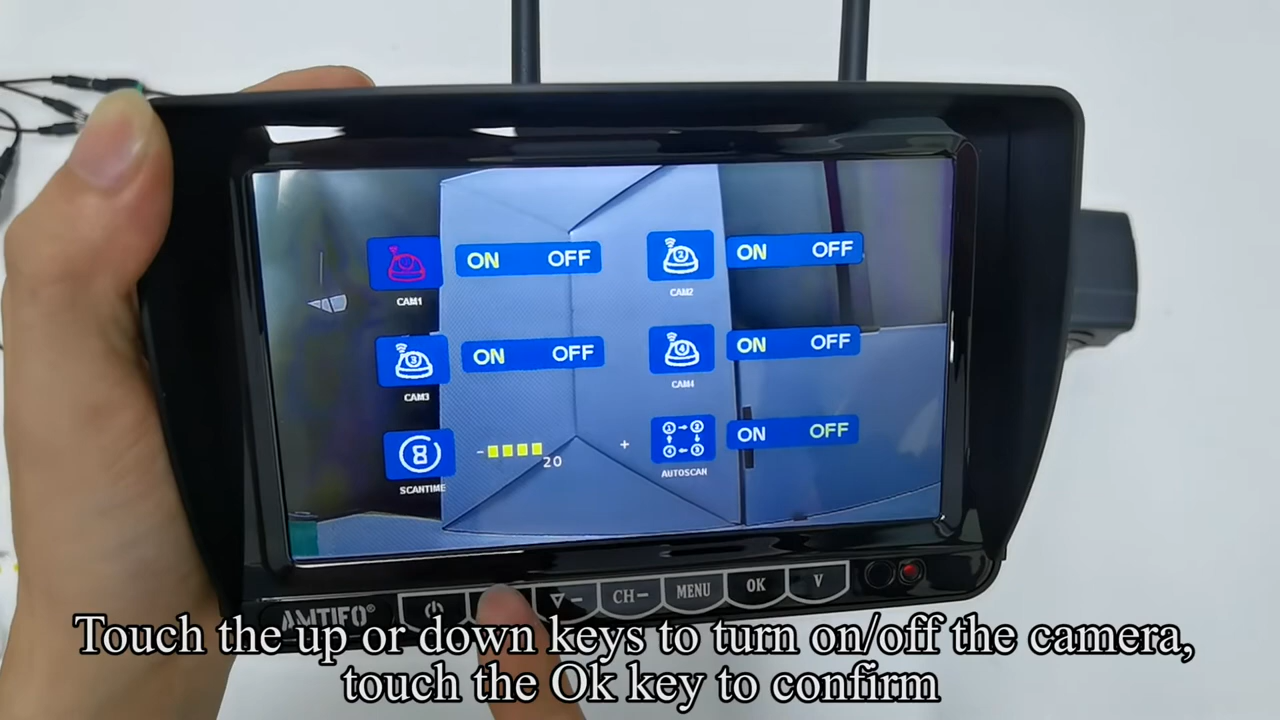 ON OFF
ON OFF
CAM1
CAM2
ON OFF
ON OFF
CAM3
CAM4
- 20 +
ON OFF
SCANTIME
AUTOSCAN
AMTIFO®
▽- CH- MENU OK V
Touch the up or down keys to turn on/off the camera,
touch the Ok key to confirm